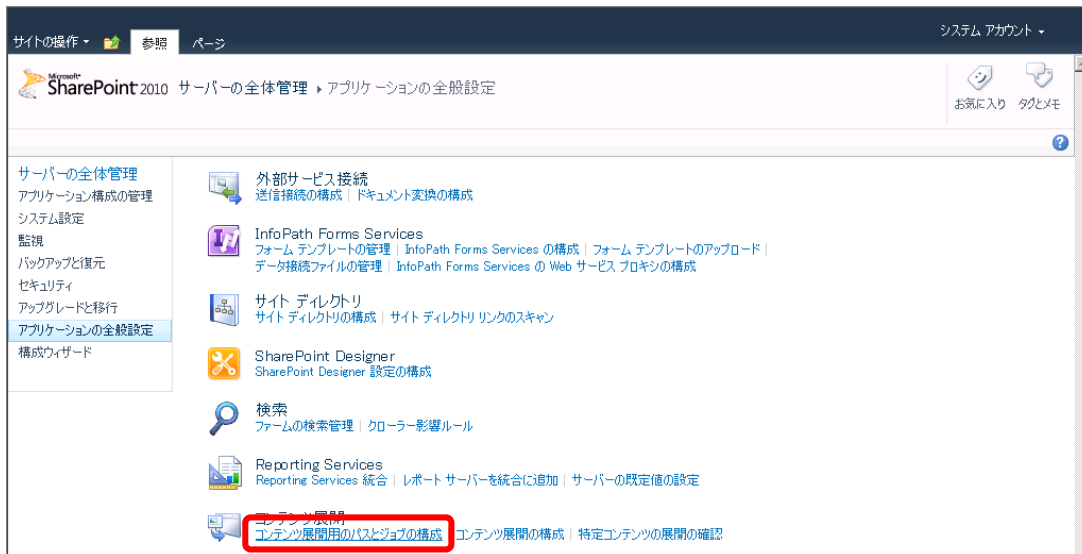 システム アカウント
サイトの操作 参照 ページ
Microsoft
SharePoint 2010 サーバーの全体管理 アプリケーションの全般設定
お気に入り タグとメモ
サーバーの全体管理
アプリケーション構成の管理
システム設定
監視
バックアップと復元
セキュリティ
アップグレードと移行
アプリケーションの全般設定
構成ウィザード
外部サービス接続
送信接続の構成 | ドキュメント変換の構成
InfoPath Forms Services
フォーム テンプレートの管理 | InfoPath Forms Services の構成 | フォーム テンプレートのアップロード |
データ接続ファイルの管理 | InfoPath Forms Services の Web サービス プロキシの構成
サイト ディレクトリ
サイト ディレクトリの構成 | サイト ディレクトリ リンクのスキャン
SharePoint Designer
SharePoint Designer 設定の構成
検索
ファームの検索管理 | クローラー影響ルール
Reporting Services
Reporting Services 統合 | レポート サーバーを統合に追加 | サーバーの既定値の設定
コンテンツ展開
コンテンツ展開用のパスとジョブの構成 コンテンツ展開の構成 | 特定コンテンツの展開の確認